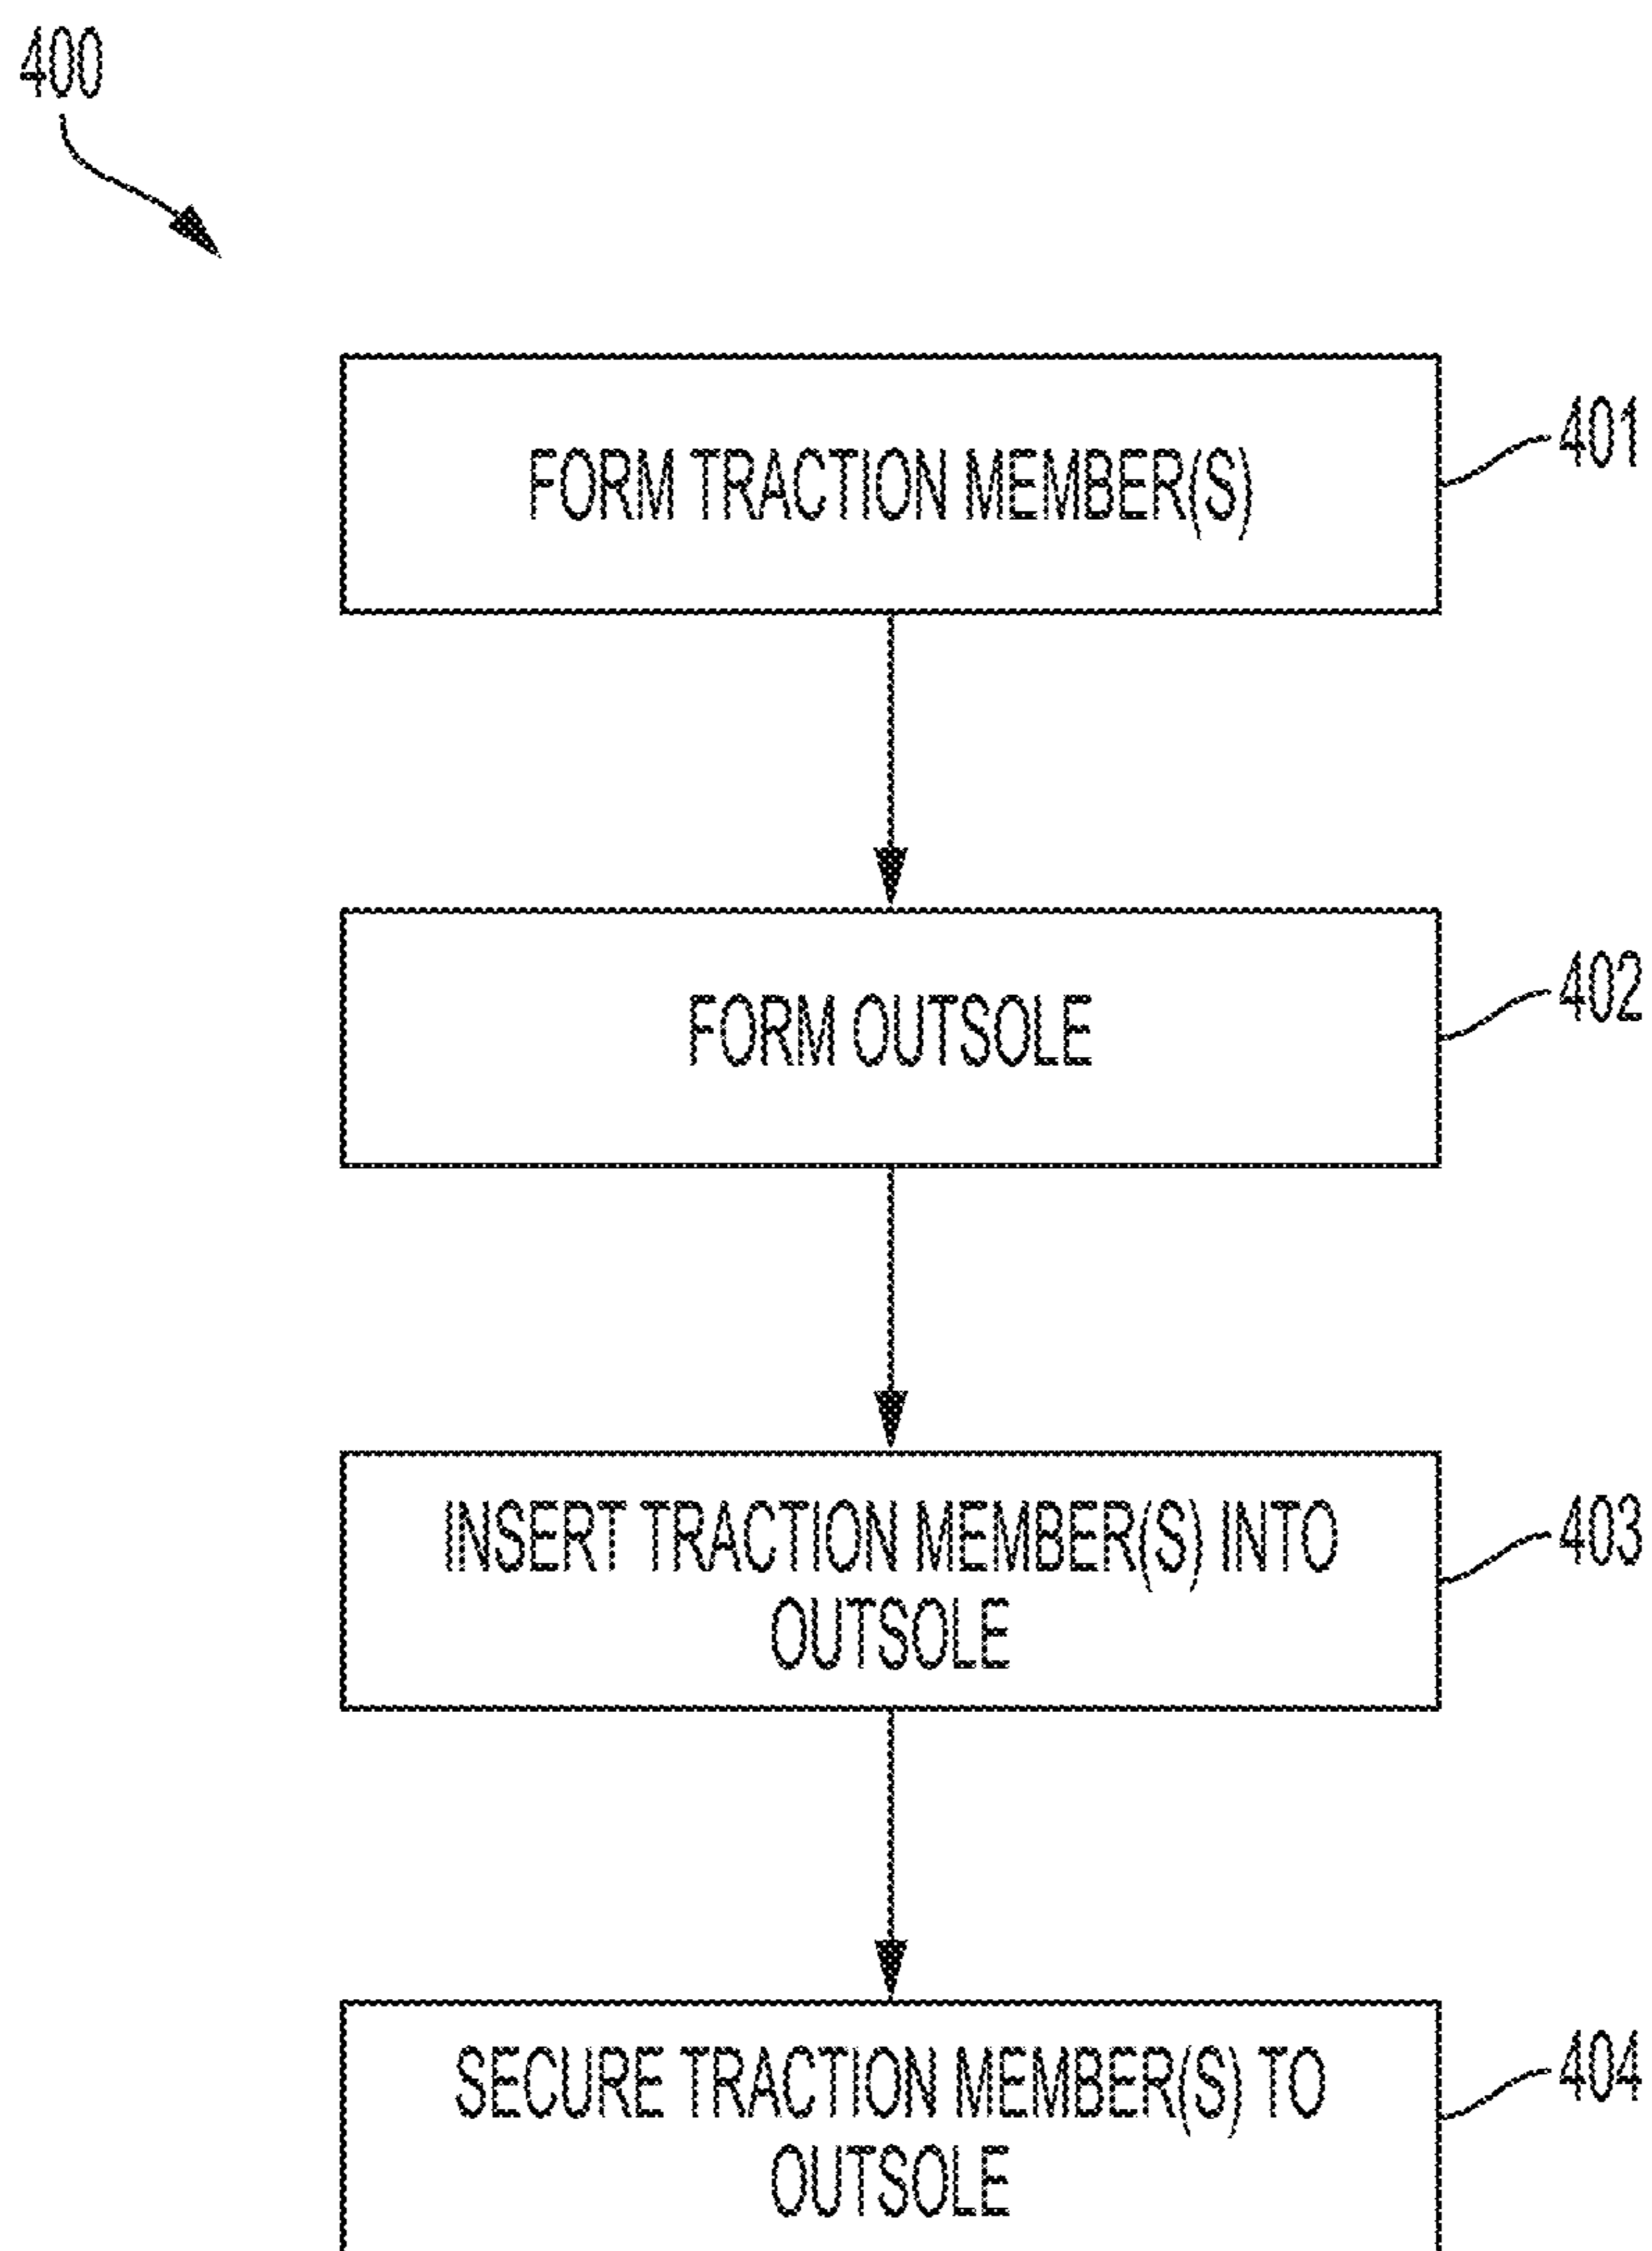 400
FORM TRACTION MEMBER(S)
401
FORM OUTSOLE
402
INSERT TRACTION MEMBER(S) INTO
OUTSOLE
403
SECURE TRACTION MEMBER(S) TO
OUTSOLE
404